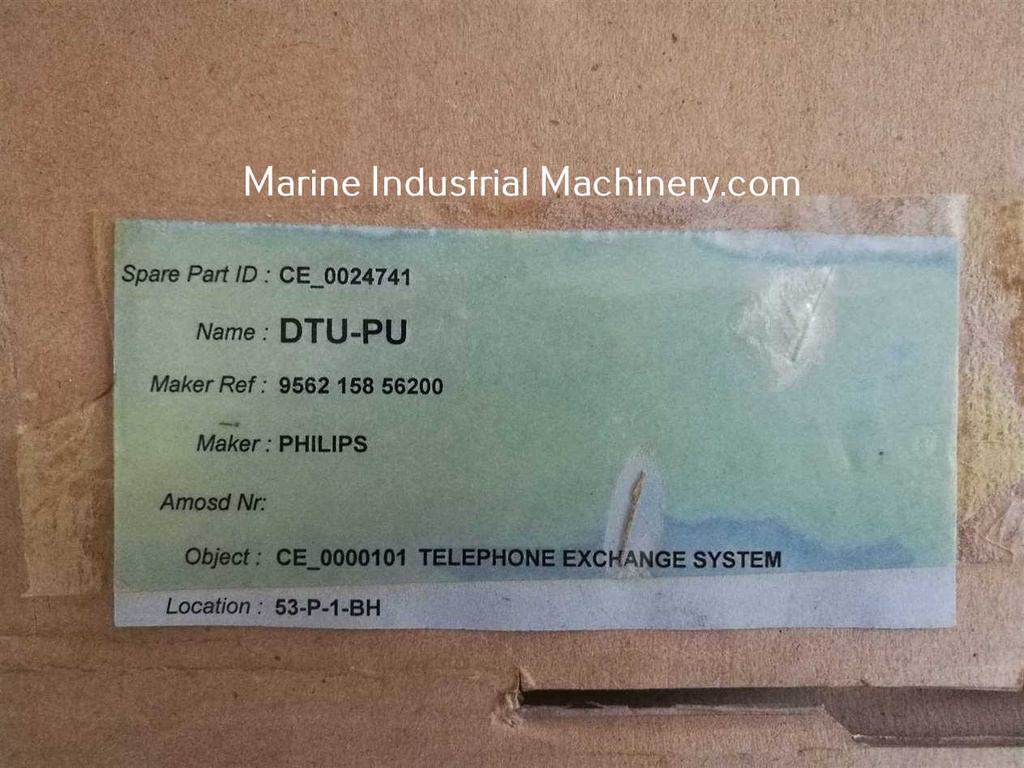 Marine Industrial Machinery.com
Spare Part ID : CE_0024741
Name : DTU-PU
Maker Ref : 9562 158 56200
Maker : PHILIPS
Amosd Nr:
Object : CE_0000101 TELEPHONE EXCHANGE SYSTEM
Location : 53-P-1-BH